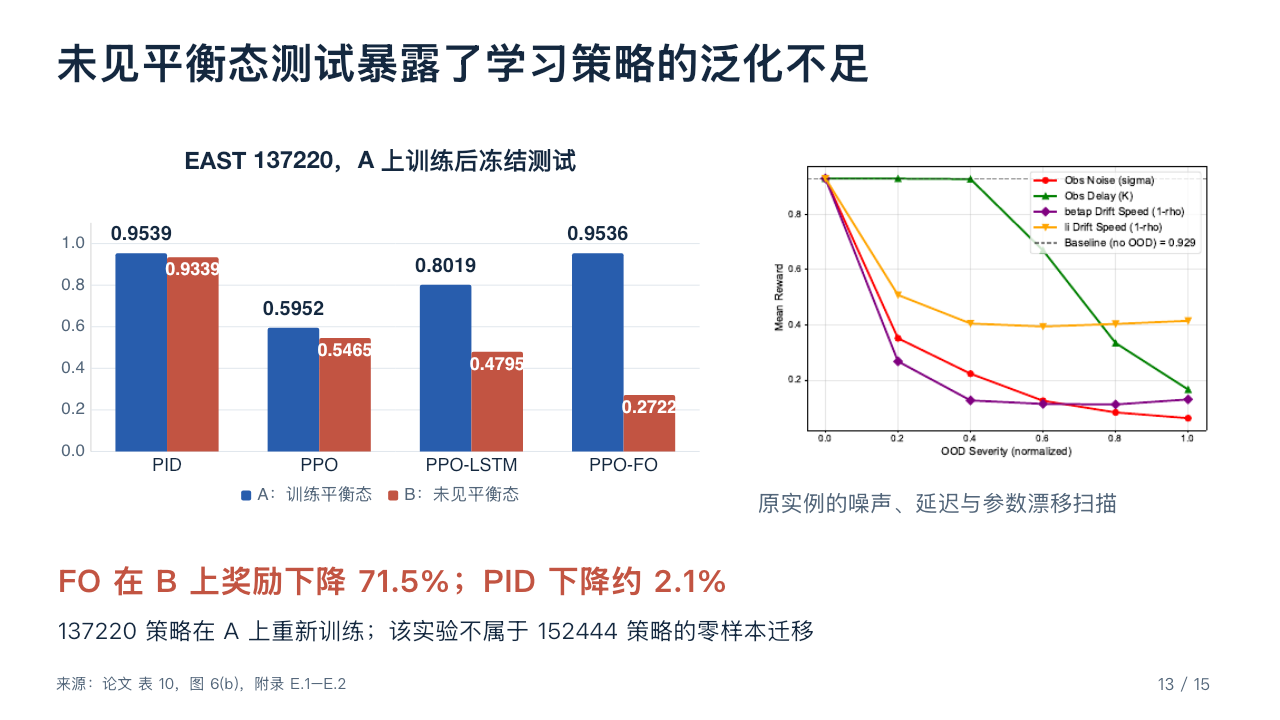 未见平衡态测试暴露了学习策略的泛化不足
EAST 137220，A 上训练后冻结测试
1.0
0.8
0.6
0.4
0.2
0.0
0.9539
0.9339
0.5952
0.5465
0.8019
0.4795
0.9536
0.2722
PID
PPO
PPO-LSTM
PPO-FO
A：训练平衡态
B：未见平衡态
Obs Noise (sigma)
Obs Delay (K)
betap Drift Speed (1-rho)
li Drift Speed (1-rho)
Baseline (no OOD) = 0.929
Mean Reward
0.8
0.6
0.4
0.2
0.0
0.2
0.4
0.6
0.8
1.0
OOD Severity (normalized)
原实例的噪声、延迟与参数漂移扫描
FO 在 B 上奖励下降 71.5%；PID 下降约 2.1%
137220 策略在 A 上重新训练；该实验不属于 152444 策略的零样本迁移
来源：论文 表 10，图 6(b)，附录 E.1–E.2
13 / 15